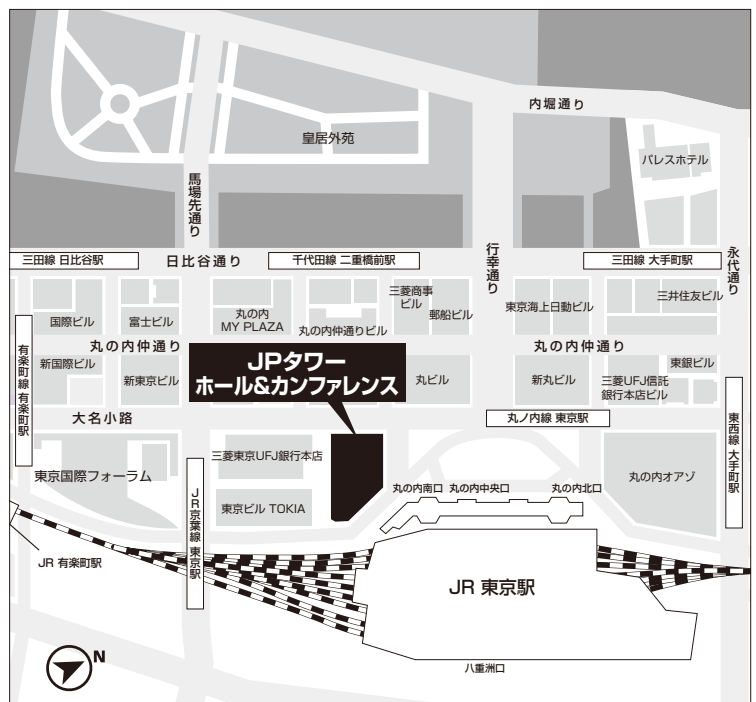 内堀通り
皇居外苑
パレスホテル
馬場先通り
行幸通り
永代通り
三田線 日比谷駅
日比谷通り
千代田線 二重橋前駅
三田線 大手町駅
国際ビル
富士ビル
丸の内
MY PLAZA
丸の内仲通りビル
三菱商事
ビル
郵船ビル
東京海上日動ビル
三井住友ビル
有楽町線 有楽町駅
丸の内仲通り
丸の内仲通り
新国際ビル
新東京ビル
JPタワー
ホール&カンファレンス
丸ビル
新丸ビル
三菱UFJ信託
銀行本店ビル
東銀ビル
大名小路
丸ノ内線 東京駅
東西線 大手町駅
東京国際フォーラム
三菱東京UFJ銀行本店
東京ビル TOKIA
JR京葉線 東京駅
丸の内南口
丸の内中央口
丸の内北口
丸の内オアゾ
JR 有楽町駅
JR 東京駅
八重洲口
N